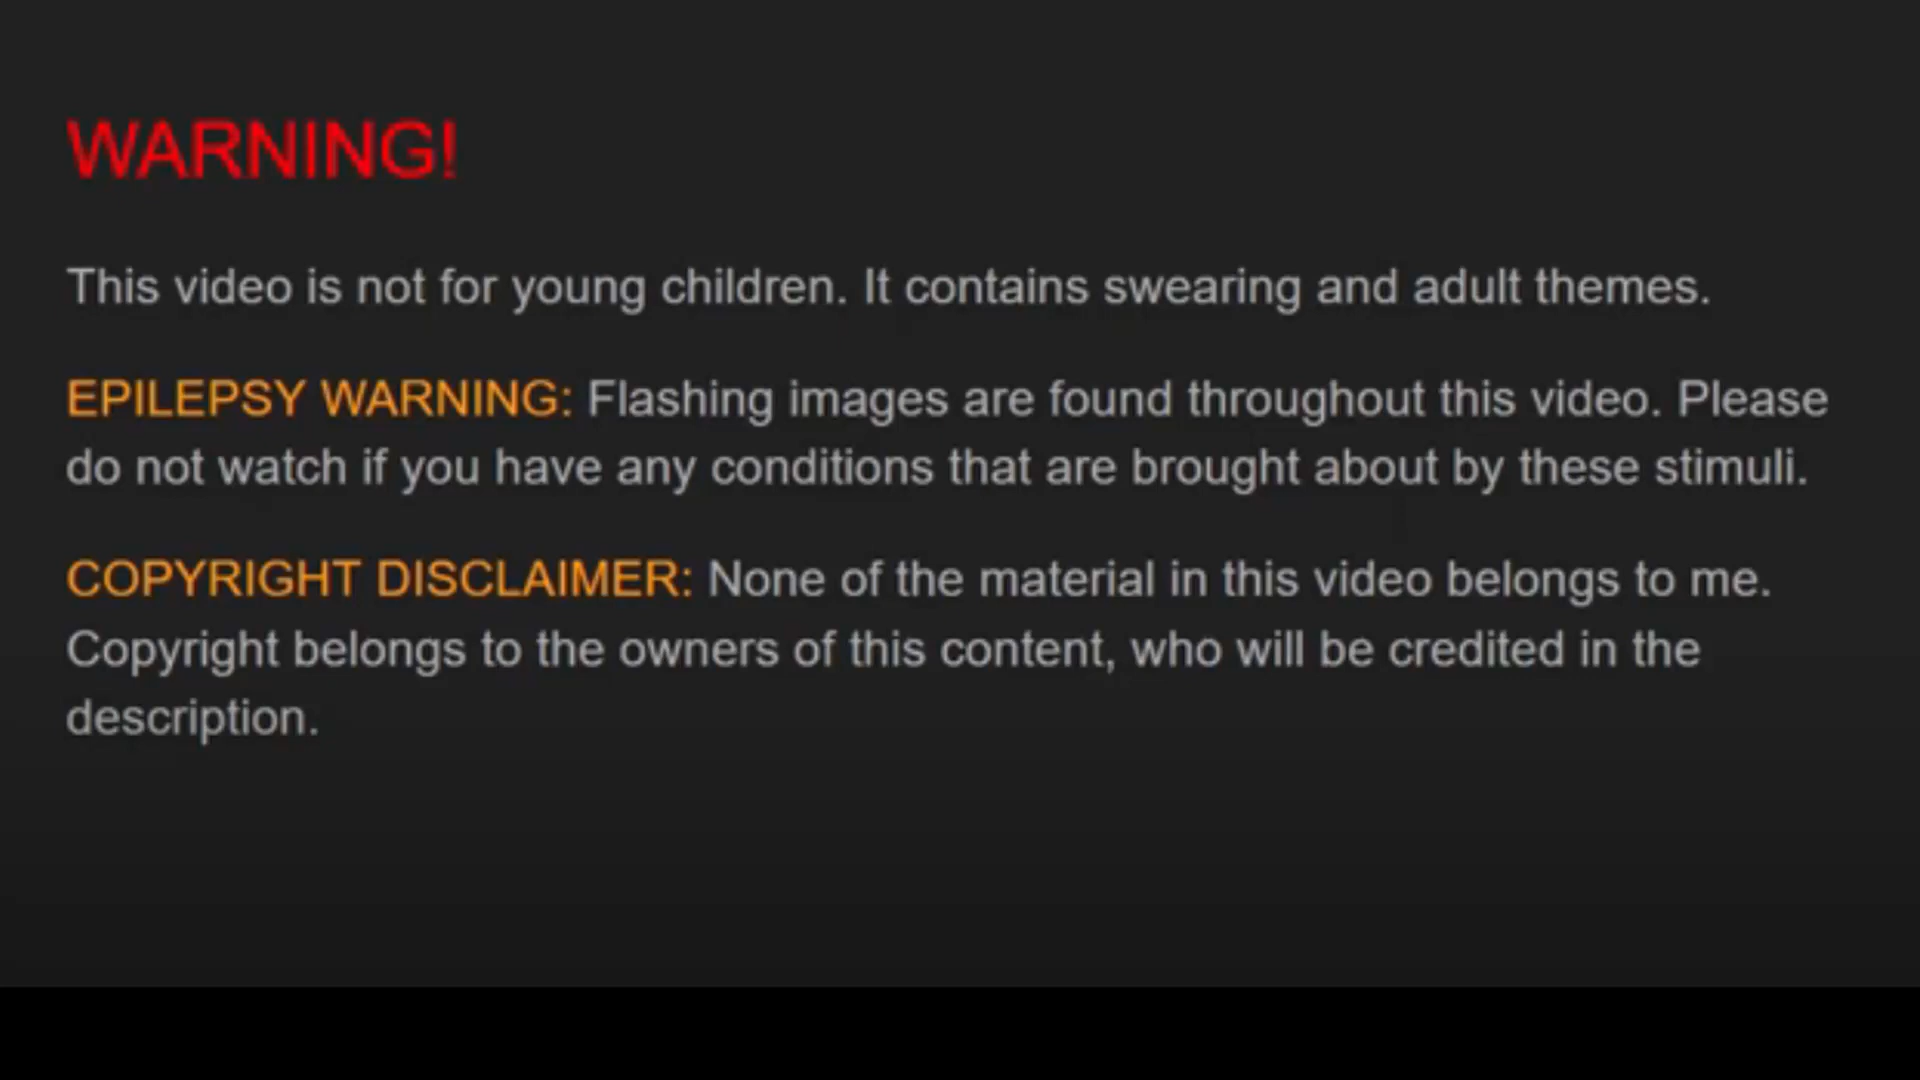 WARNING!
This video is not for young children. It contains swearing and adult themes.
EPILEPSY WARNING: Flashing images are found throughout this video. Please
do not watch if you have any conditions that are brought about by these stimuli.
COPYRIGHT DISCLAIMER: None of the material in this video belongs to me.
Copyright belongs to the owners of this content, who will be credited in the
description.